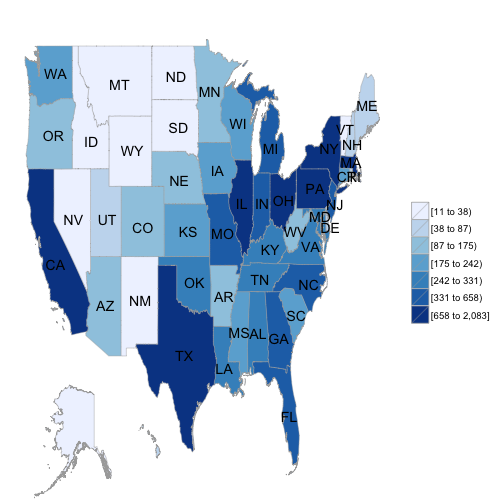 WA
MT
ND
MN
ME
OR
ID
SD
WI
VT
NH
WY
MI
NY
MA
CT
RI
NE
IA
PA
NV
UT
CO
IL
IN
OH
NJ
MD
DE
CA
KS
MO
WV
VA
KY
AZ
NM
OK
TN
NC
AR
SC
TX
MS
AL
GA
LA
FL
[11 to 38)
[38 to 87)
[87 to 175)
[175 to 242)
[242 to 331)
[331 to 658)
[658 to 2,083]